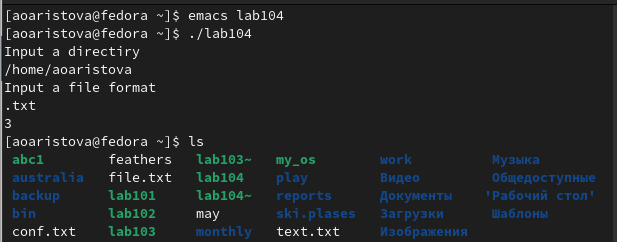 [aoaristova@fedora ~]$ emacs lab104
[aoaristova@fedora ~]$ ./lab104
Input a directiry
/home/aoaristova
Input a file format
.txt
3
[aoaristova@fedora ~]$ ls
abc1 feathers lab103~ my_os work Музыка
australia file.txt lab104 play Видео Общедоступные
backup lab101 lab104~ reports Документы 'Рабочий стол'
bin lab102 may ski.plases Загрузки Шаблоны
conf.txt lab103 monthly text.txt Изображения